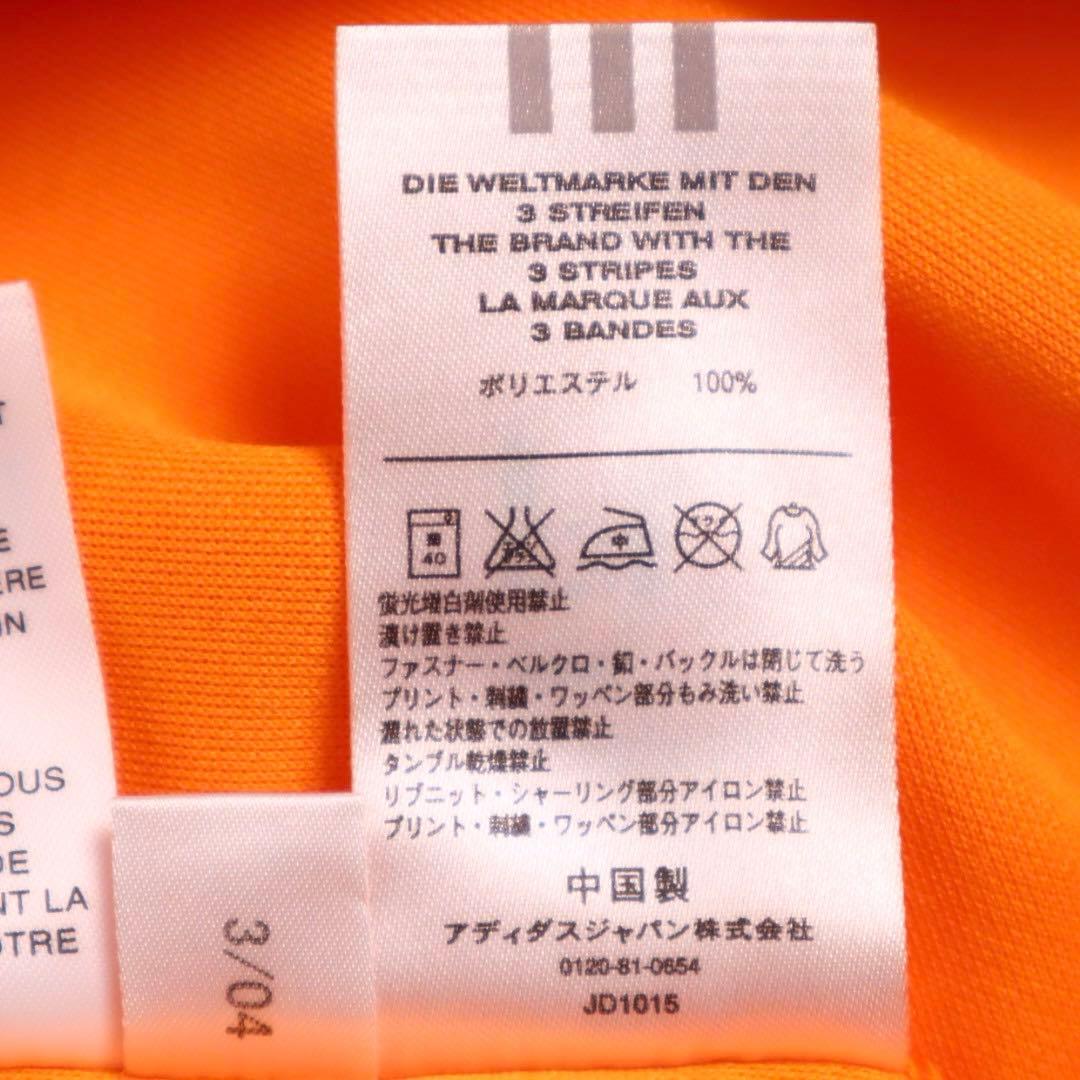 DIE WELTMARKE MIT DEN
3 STREIFEN
THE BRAND WITH THE
3 STRIPES
LA MARQUE AUX
3 BANDES
ポリエステル 100%
40
中
蛍光増白剤使用禁止
漬け置き禁止
ファスナー・ベルクロ・釦・バックルは閉じて洗う
プリント・刺繍・ワッペン部分もみ洗い禁止
濡れた状態での放置禁止
タンブル乾燥禁止
リブニット・シャーリング部分アイロン禁止
プリント・刺繍・ワッペン部分アイロン禁止
中国製
アディダスジャパン株式会社
0120-81-0654
JD1015
OUS
DE
NT LA
OTRE
3/04